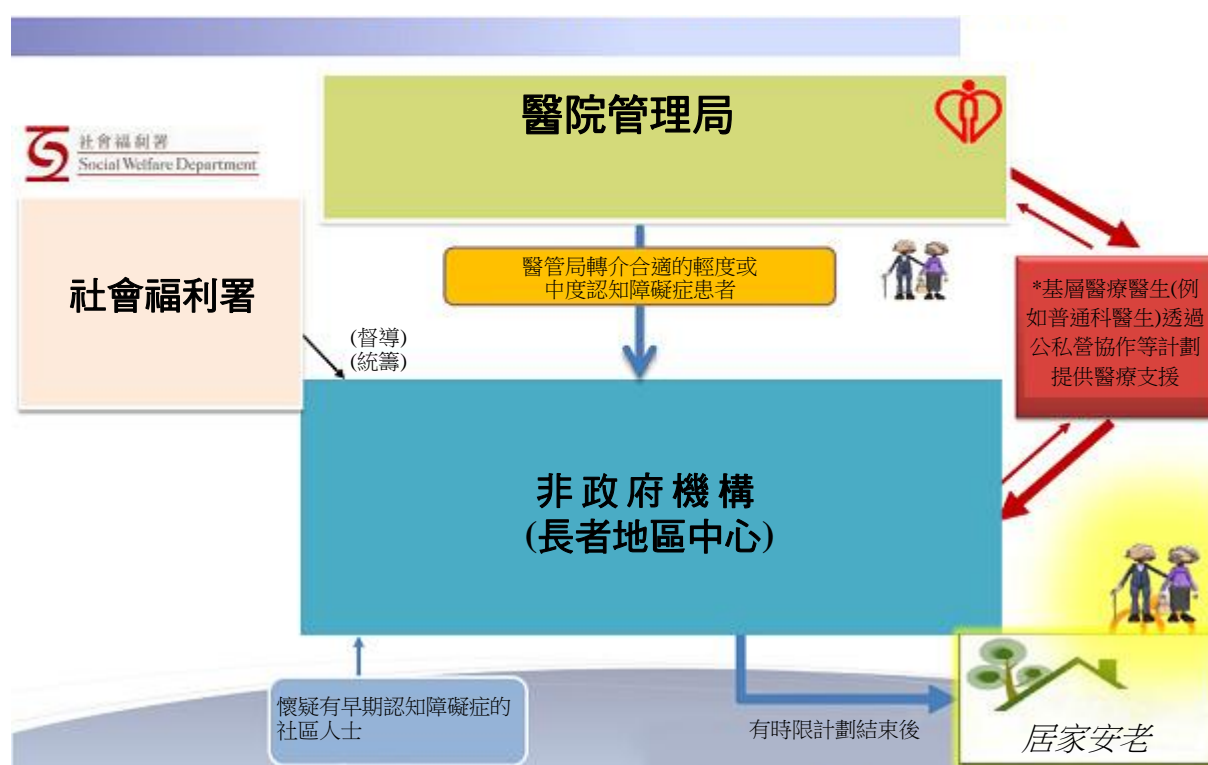 醫院管理局
社會福利署
Social Welfare Department
社會福利署
醫管局轉介合適的輕度或
中度認知障礙症患者
(督導)
(統籌)
*基層醫療醫生(例
如普通科醫生)透過
公私營協作等計劃
提供醫療支援
非政府機構
(長者地區中心)
懷疑有早期認知障礙症的
社區人士
有時限計劃結束後
居家安老